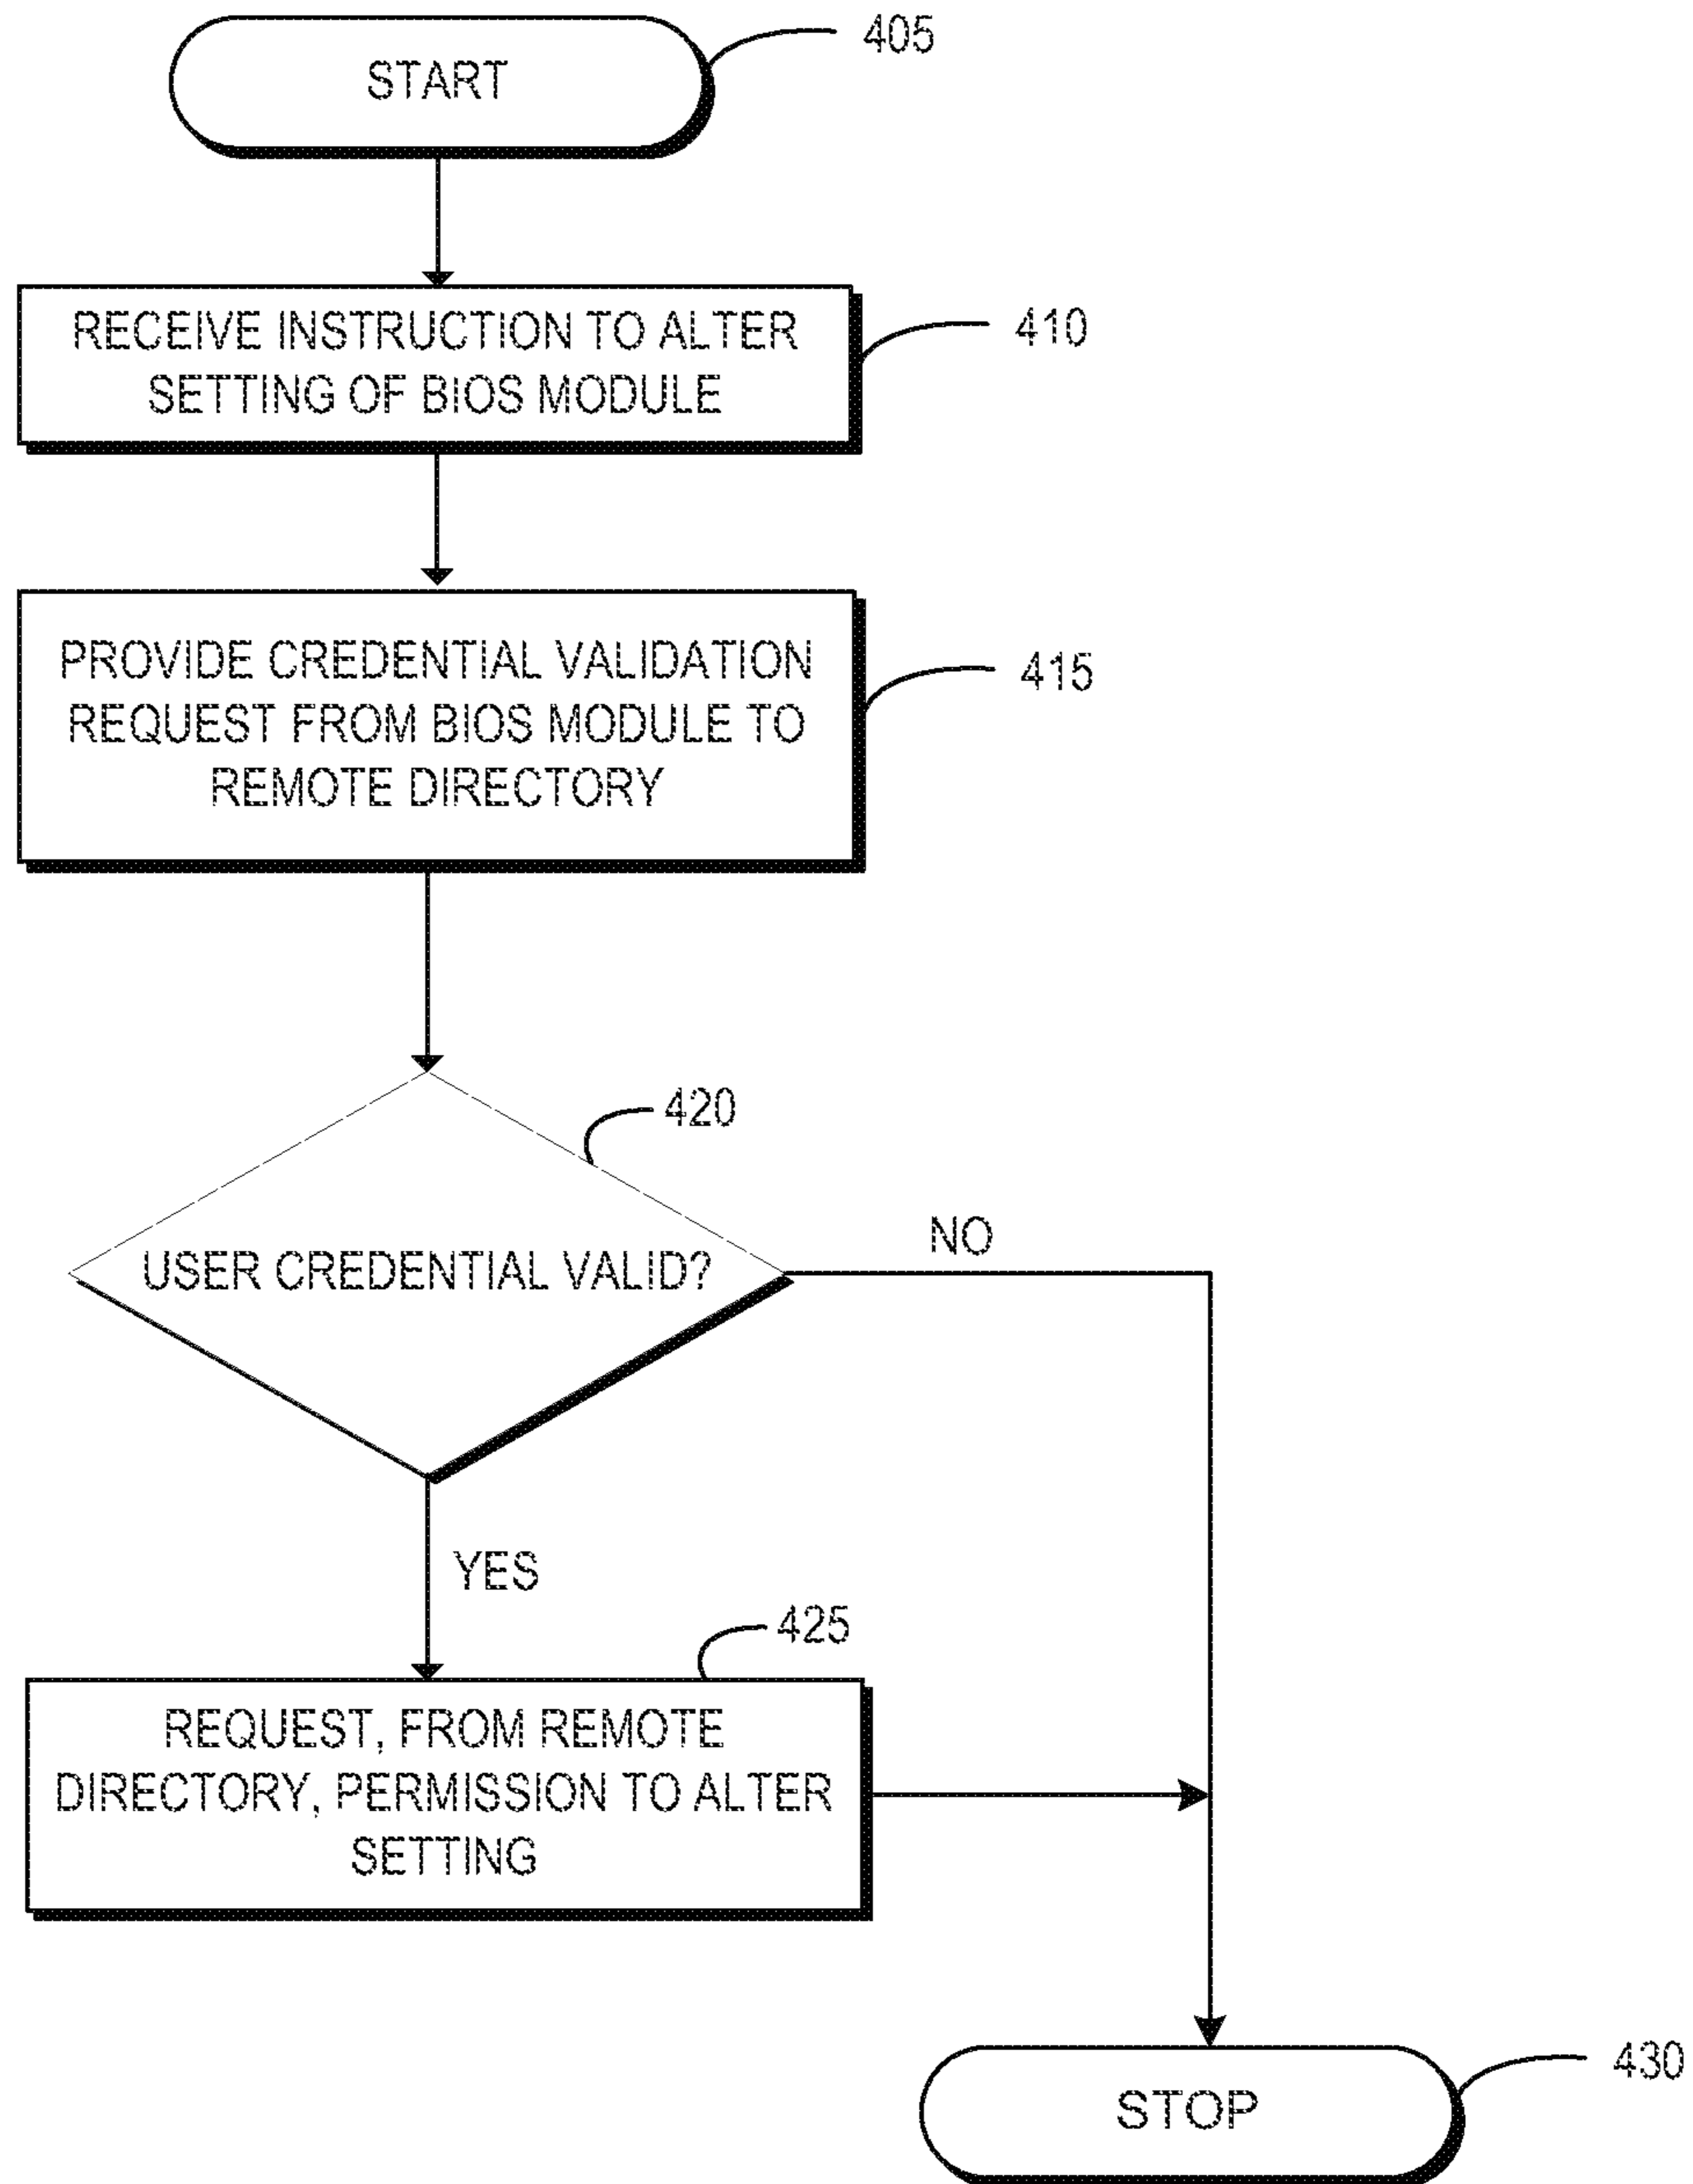 START
405
RECEIVE INSTRUCTION TO ALTER
SETTING OF BIOS MODULE
410
PROVIDE CREDENTIAL VALIDATION
REQUEST FROM BIOS MODULE TO
REMOTE DIRECTORY
415
420
USER CREDENTIAL VALID?
NO
YES
425
REQUEST, FROM REMOTE
DIRECTORY, PERMISSION TO ALTER
SETTING
430
STOP